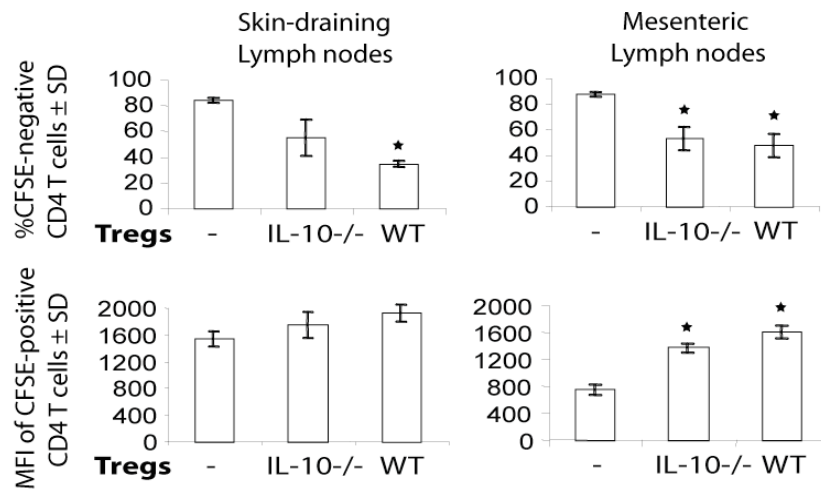 Skin-draining
Lymph nodes
Mesenteric
Lymph nodes
%CFSE-negative
CD4 T cells ± SD
100
80
60
40
20
0
★
Tregs - IL-10-/- WT
100
80
60
40
20
0
★ ★
- IL-10-/- WT
MFI of CFSE-positive
CD4 T cells ± SD
2000
1600
1200
800
400
0
Tregs - IL-10-/- WT
2000
1600
1200
800
400
0
★ ★
- IL-10-/- WT